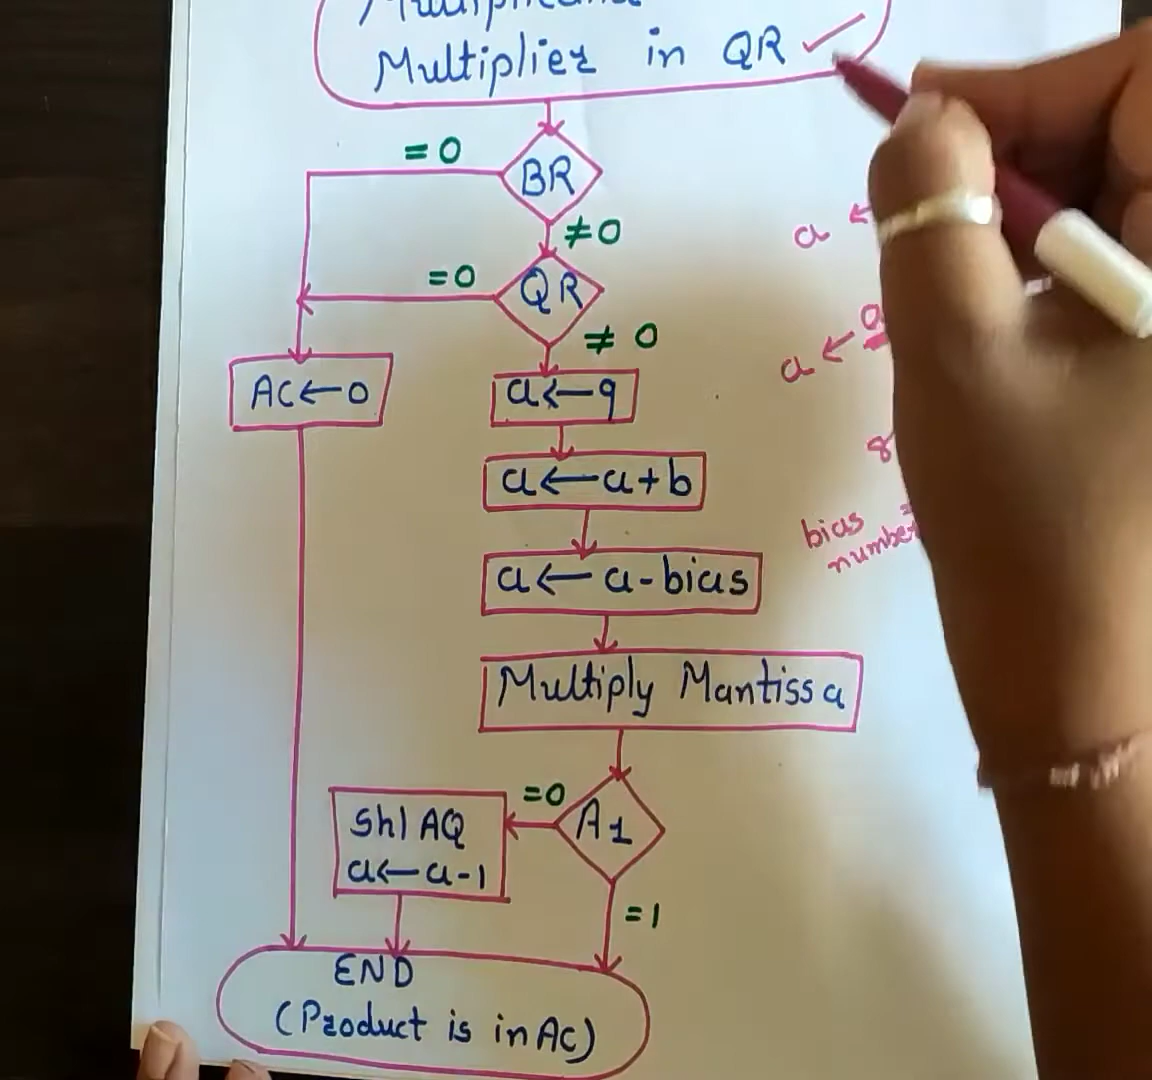 Multiplier in QR
=0
BR
≠0
=0
QR
≠ 0
AC←0
a←q
a←
a←a+b
a←
a← a-bias
bias =
number
Multiply Mantissa
=0
A1
Shl AQ
a← a-1
=1
END
(Product is in AC)